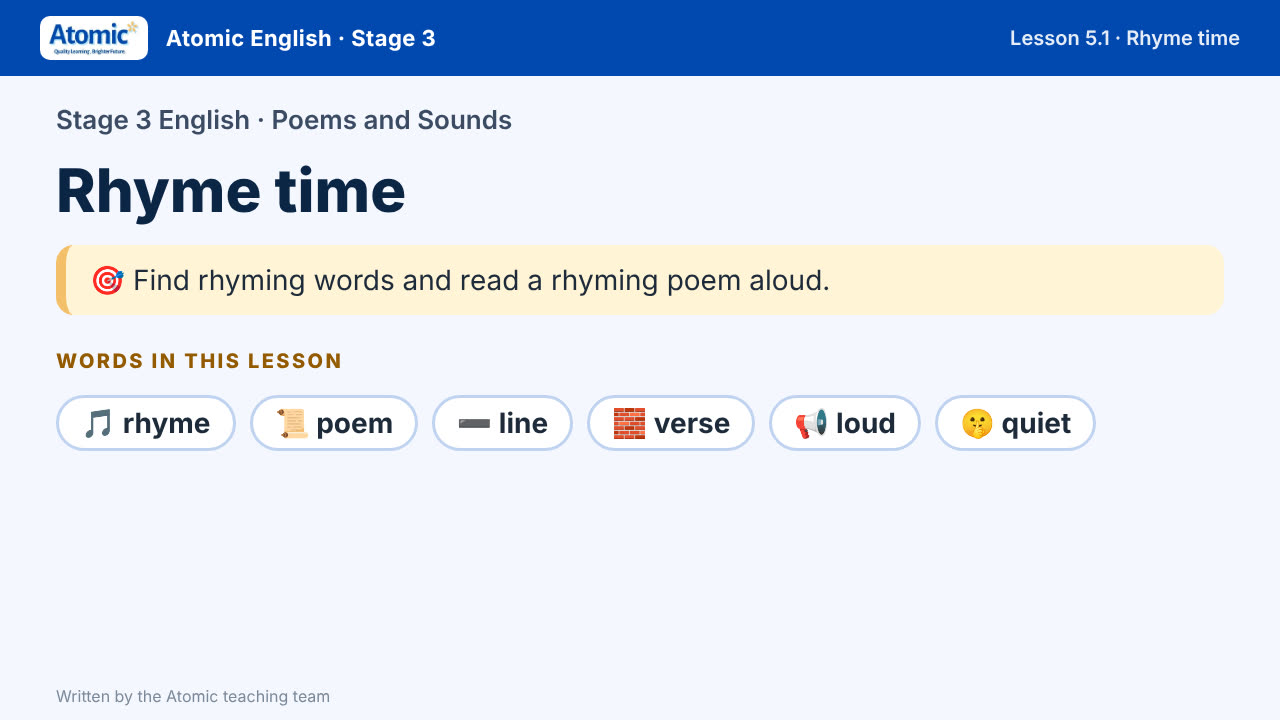 Atomic
Quality Learning . Brighter Future
Atomic English · Stage 3
Lesson 5.1 · Rhyme time
Stage 3 English · Poems and Sounds
Rhyme time
Find rhyming words and read a rhyming poem aloud.
WORDS IN THIS LESSON
rhyme
poem
line
verse
loud
quiet
Written by the Atomic teaching team